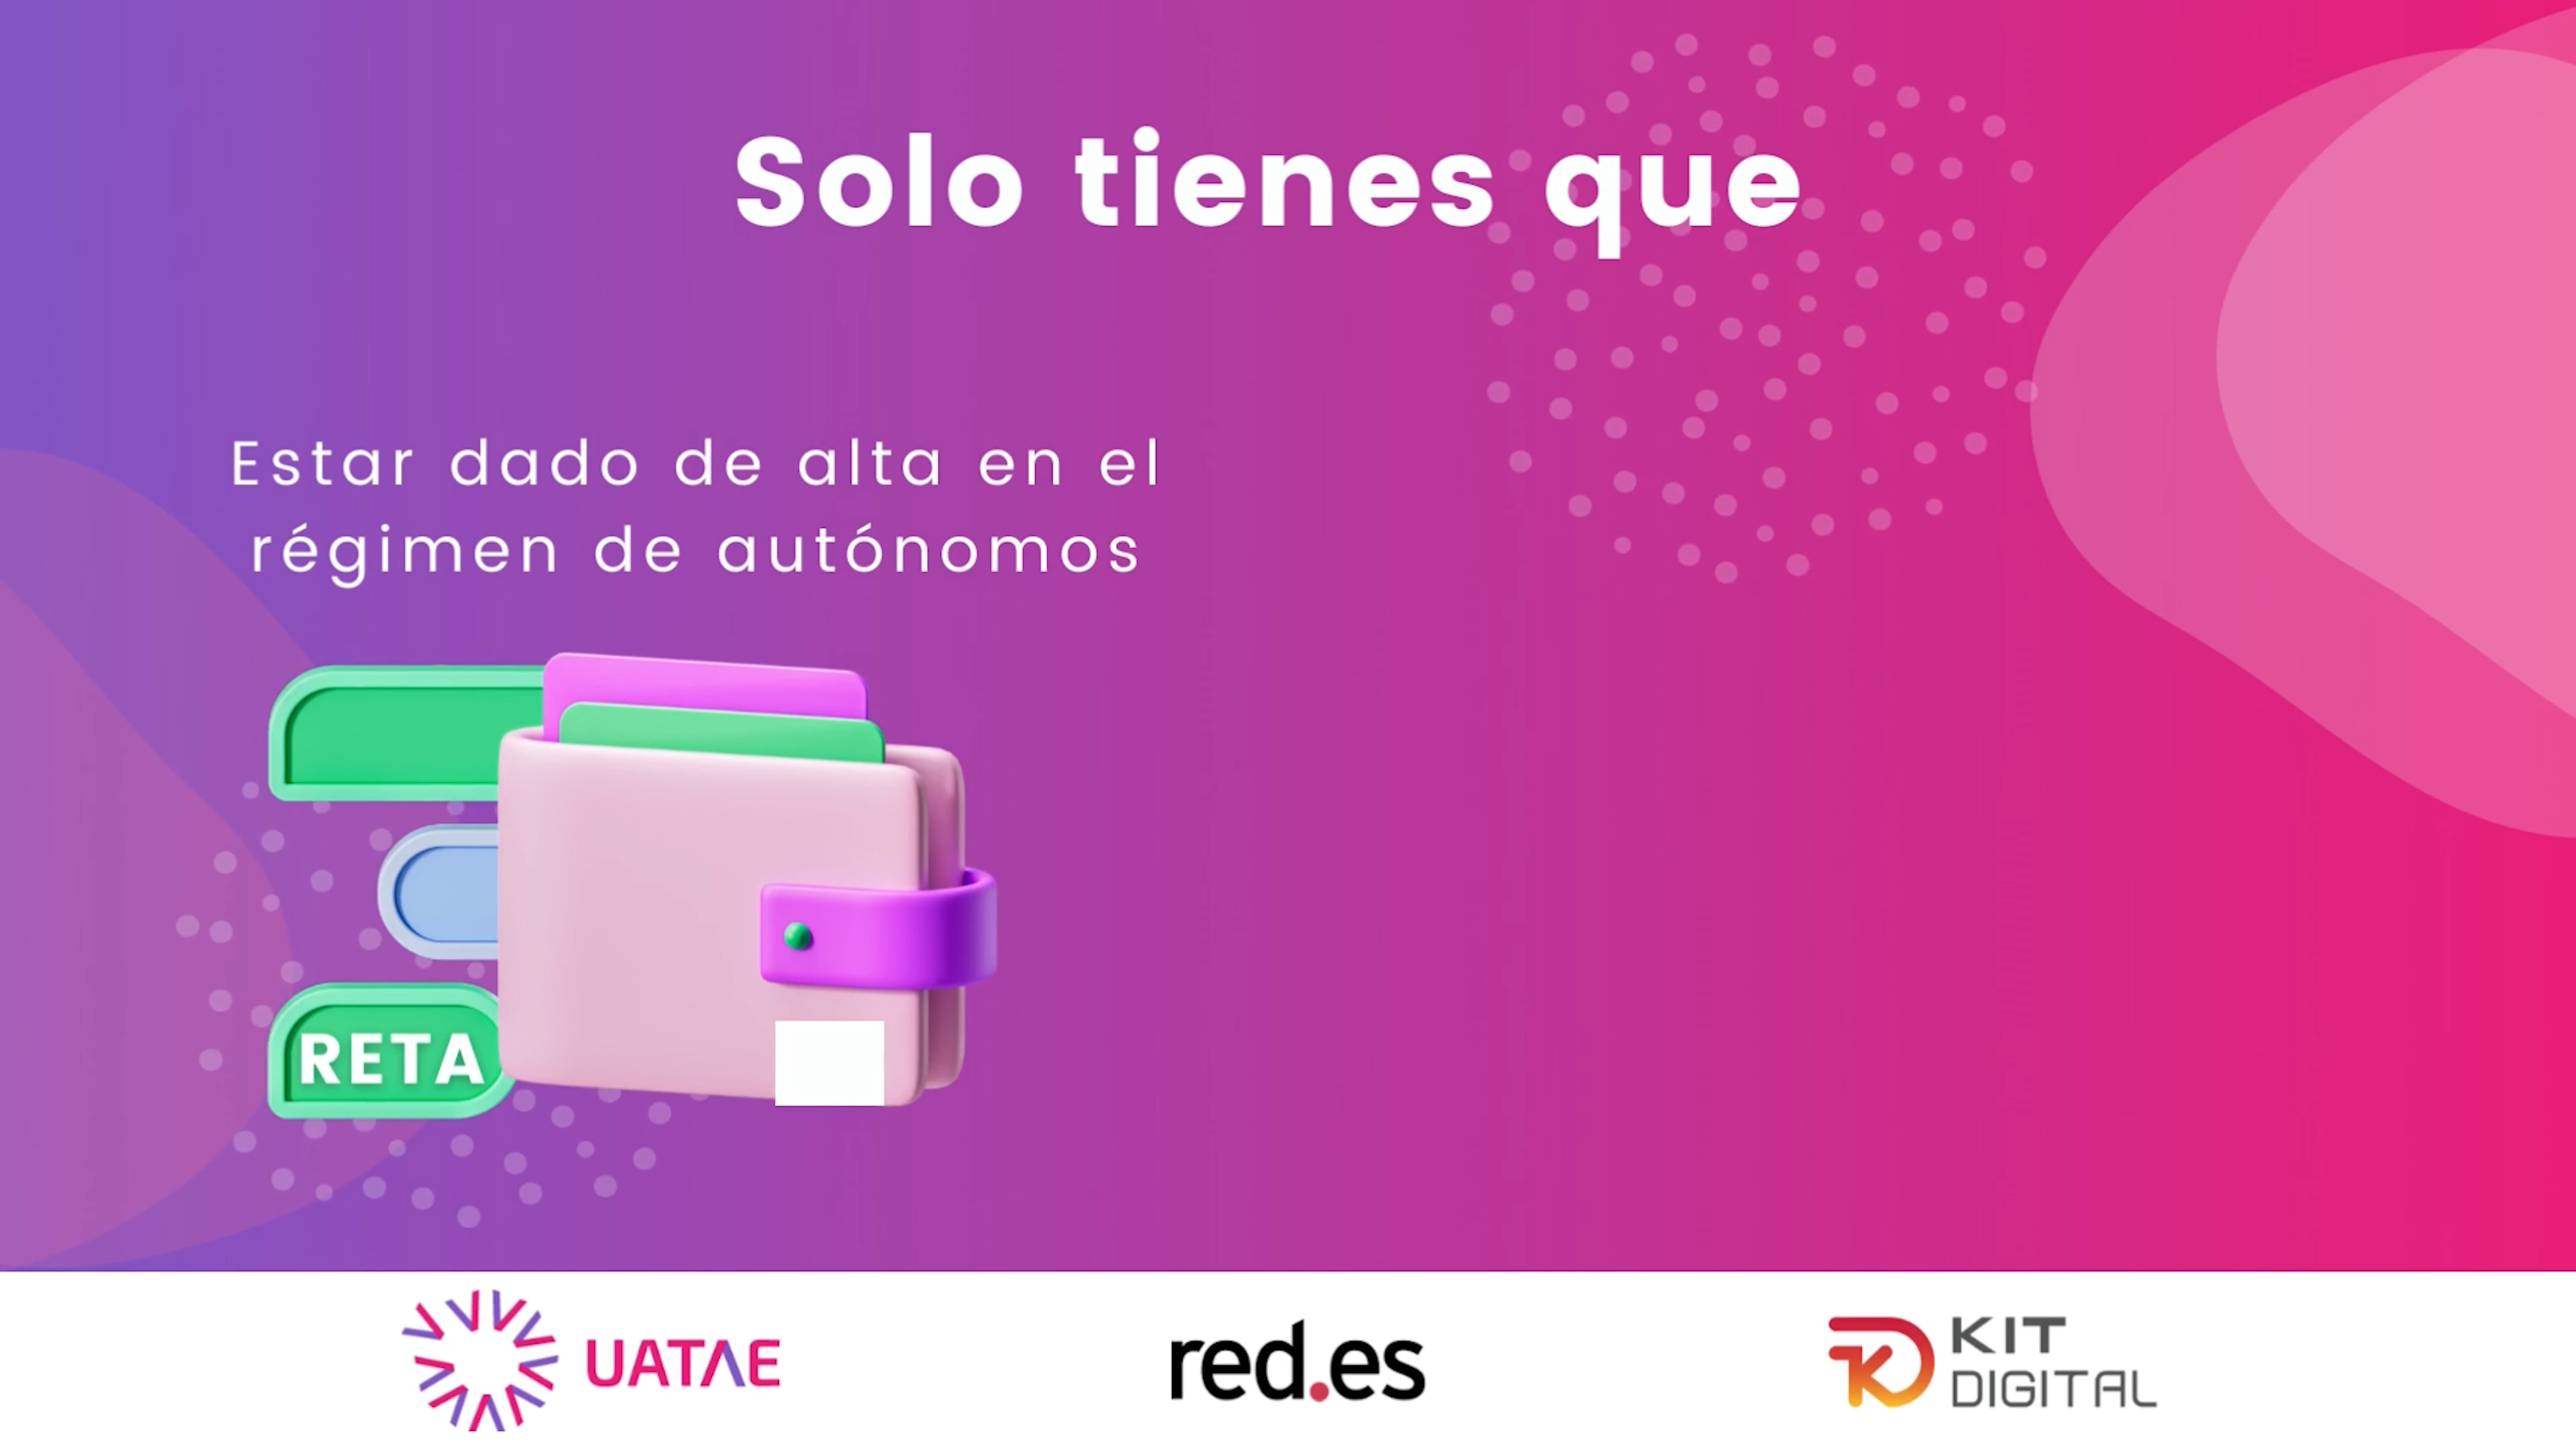 Solo tienes que
Estar dado de alta en el
régimen de autónomos
RETA
UATAE
red.es
KIT
DIGITAL